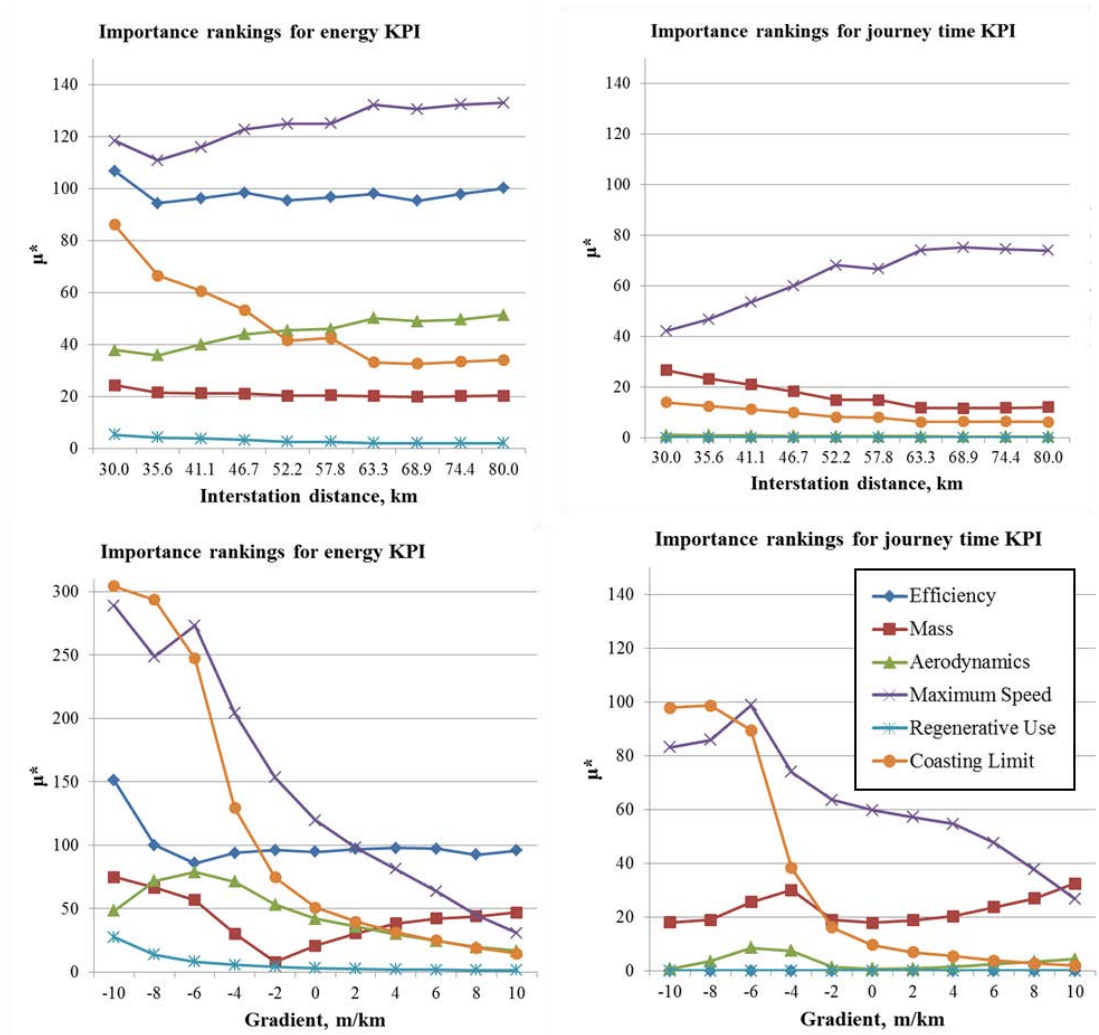 Importance rankings for energy KPI
140
120
100
80
60
40
20
0
μ*
30.0 35.6 41.1 46.7 52.2 57.8 63.3 68.9 74.4 80.0
Interstation distance, km
Importance rankings for journey time KPI
140
120
100
80
60
40
20
0
μ*
30.0 35.6 41.1 46.7 52.2 57.8 63.3 68.9 74.4 80.0
Interstation distance, km
Importance rankings for energy KPI
300
250
200
150
100
50
0
μ*
-10 -8 -6 -4 -2 0 2 4 6 8 10
Gradient, m/km
Importance rankings for journey time KPI
140
120
100
80
60
40
20
0
μ*
-10 -8 -6 -4 -2 0 2 4 6 8 10
Gradient, m/km
Efficiency
Mass
Aerodynamics
Maximum Speed
Regenerative Use
Coasting Limit